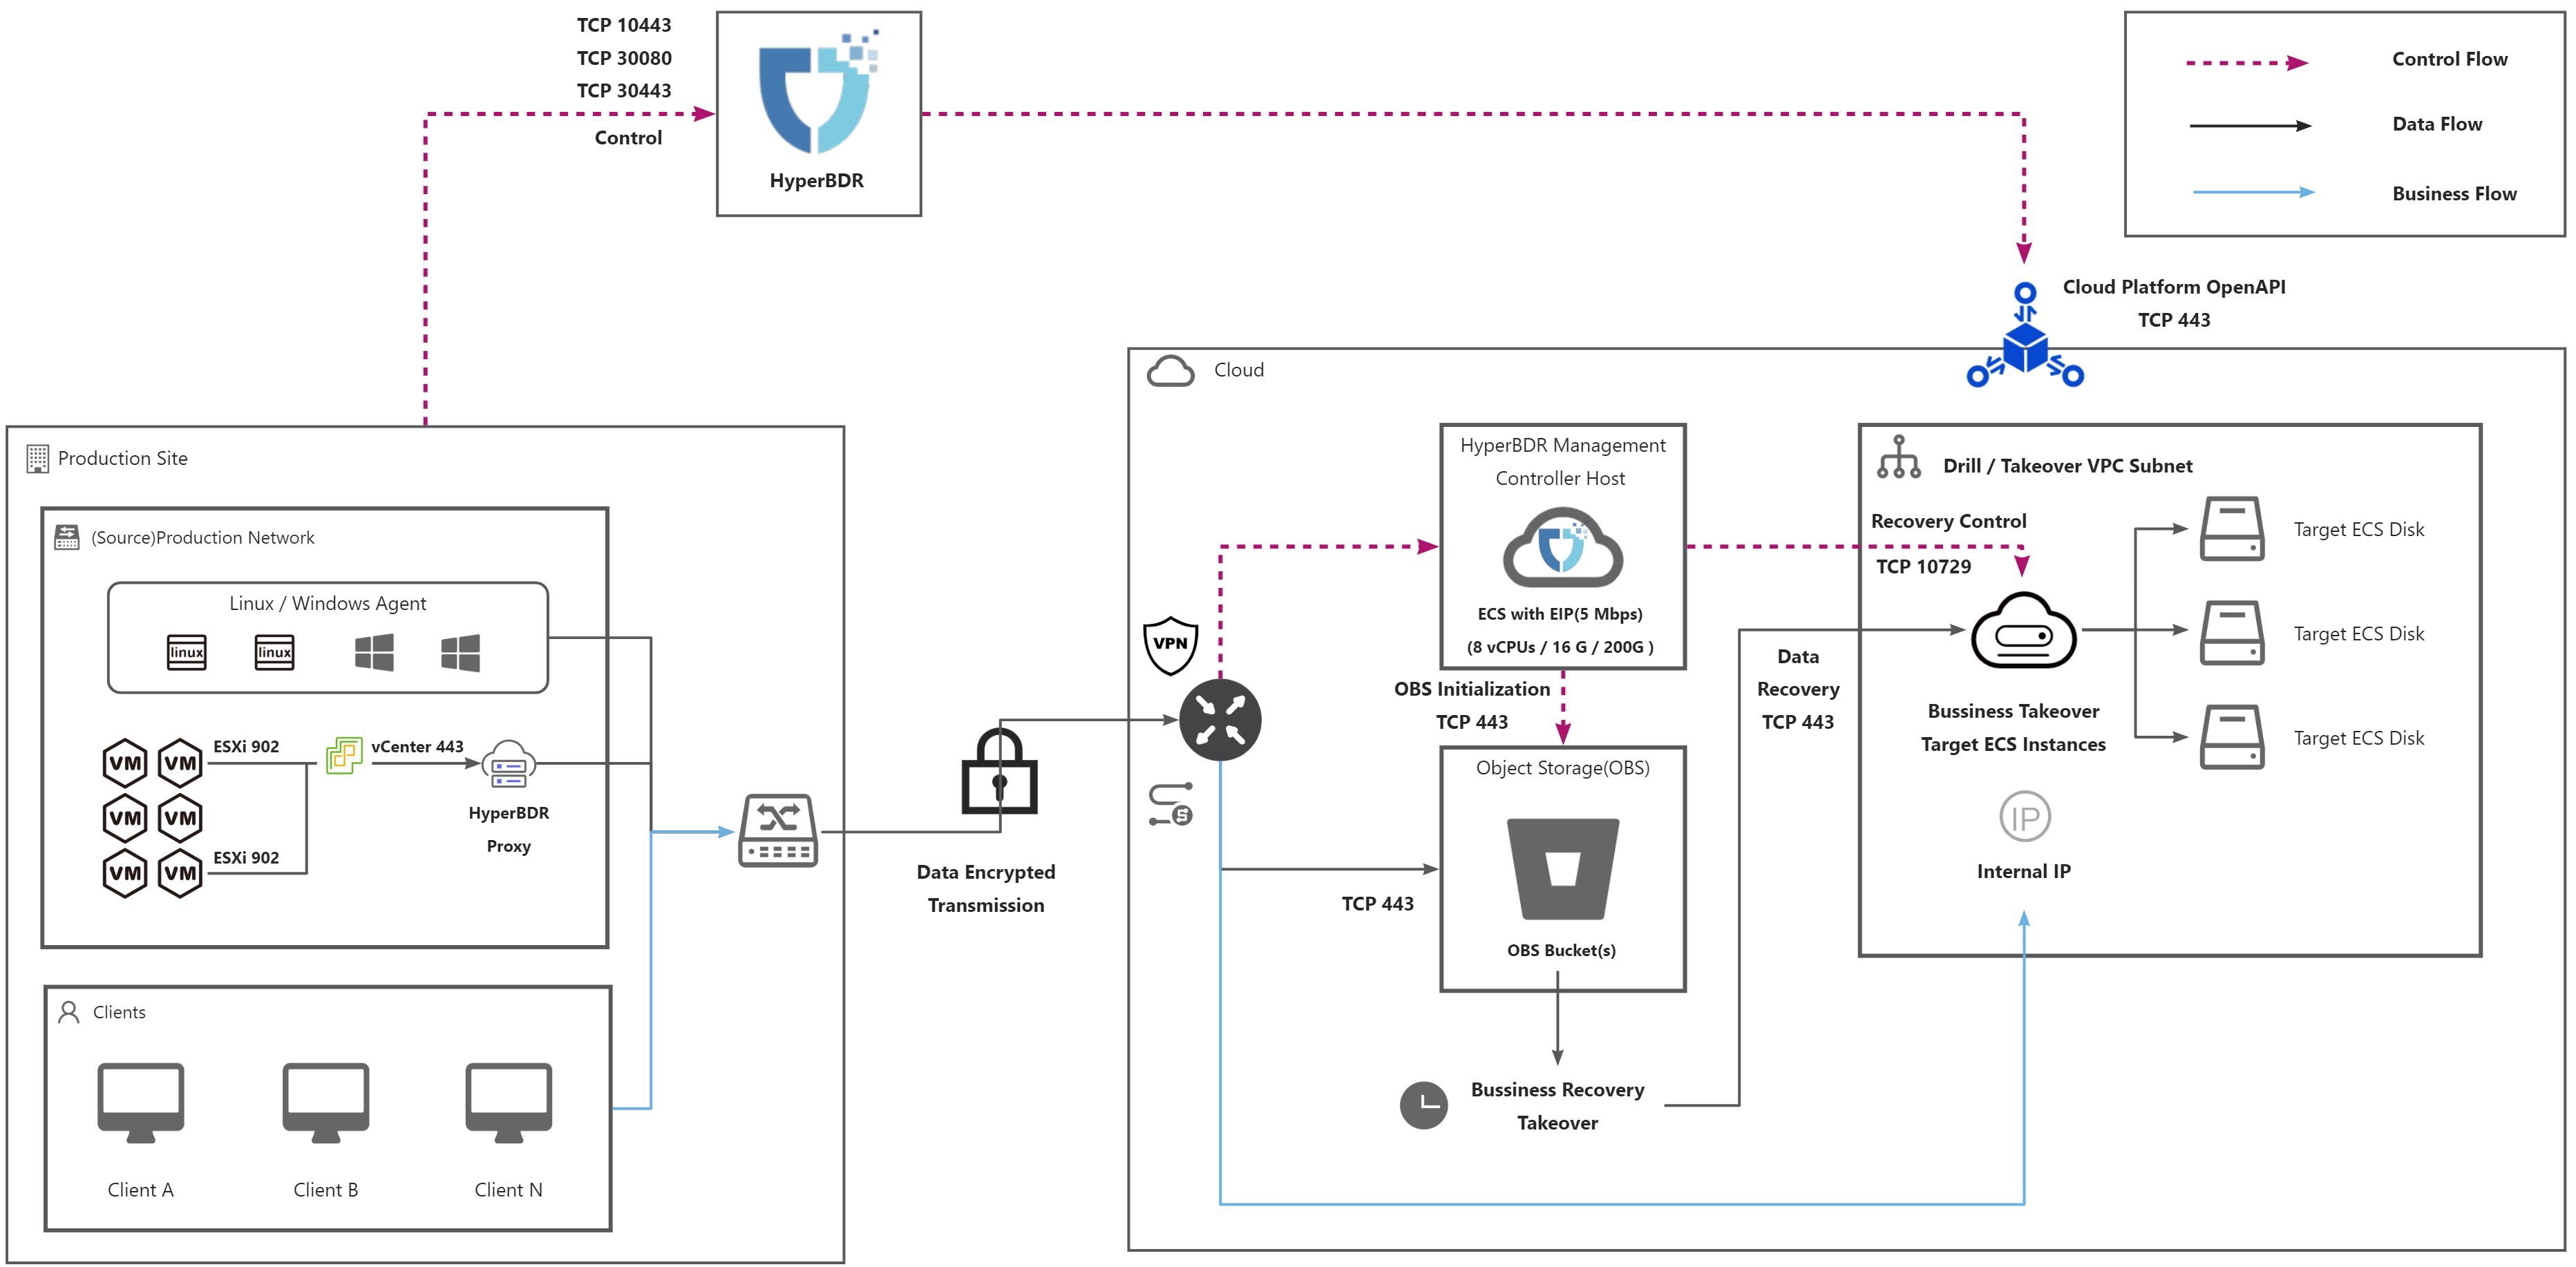 TCP 10443
TCP 30080
TCP 30443
Control
HyperBDR
Control Flow
Data Flow
Business Flow
Cloud Platform OpenAPI
TCP 443
Cloud
Production Site
(Source)Production Network
Linux / Windows Agent
linux
linux
ESXi 902
vCenter 443
VM
VM
VM
VM
VM
VM
ESXi 902
HyperBDR
Proxy
Clients
Client A
Client B
Client N
Data Encrypted
Transmission
VPN
S
HyperBDR Management
Controller Host
ECS with EIP(5 Mbps)
(8 vCPUs / 16 G / 200G )
OBS Initialization
TCP 443
Object Storage(OBS)
OBS Bucket(s)
TCP 443
Bussiness Recovery
Takeover
Data
Recovery
TCP 443
Drill / Takeover VPC Subnet
Recovery Control
TCP 10729
Bussiness Takeover
Target ECS Instances
IP
Internal IP
Target ECS Disk
Target ECS Disk
Target ECS Disk